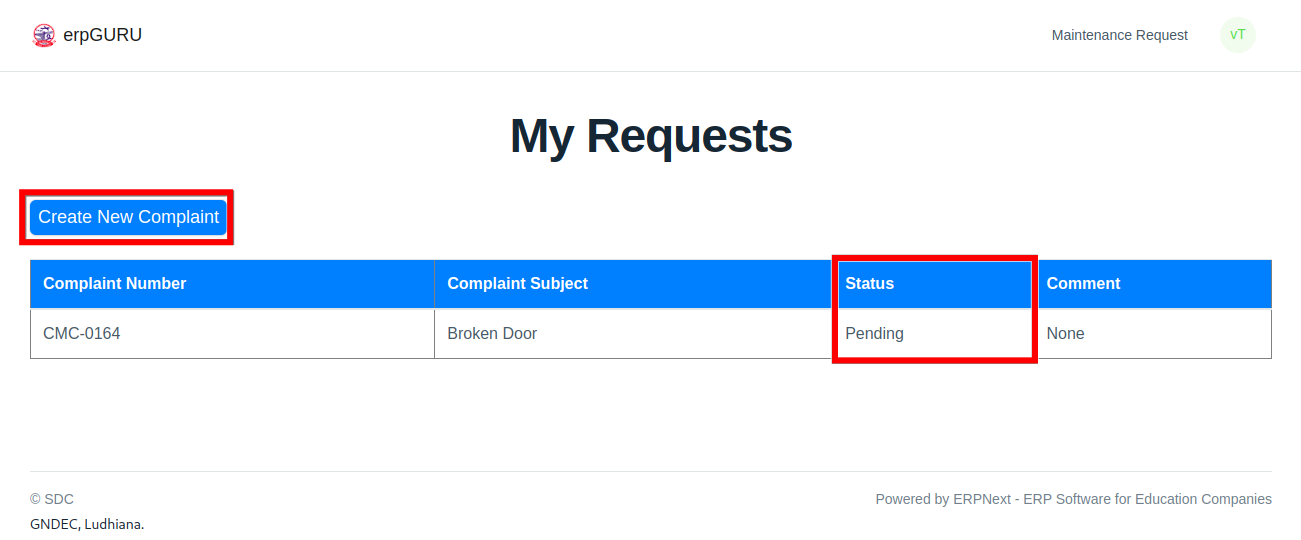 erpGURU
Maintenance Request
vT
My Requests
Create New Complaint
Complaint Number Complaint Subject Status Comment
CMC-0164 Broken Door Pending None
© SDC
Powered by ERPNext - ERP Software for Education Companies
GNDEC, Ludhiana.